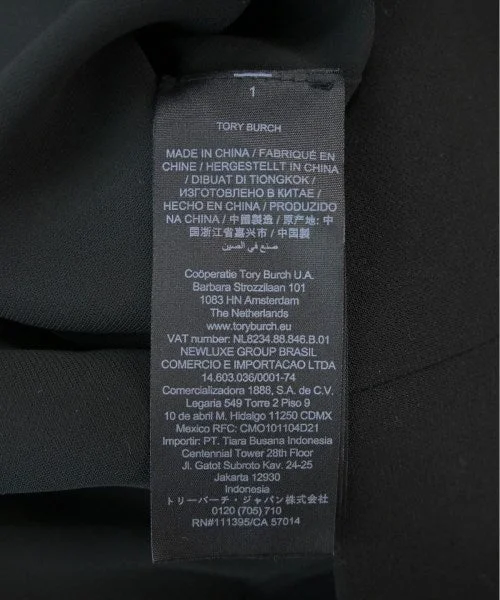 1
TORY BURCH
MADE IN CHINA / FABRIQUÉ EN
CHINE / HERGESTELLT IN CHINA
/ DIBUAT DI TIONGKOK /
ИЗГОТОВЛЕНО В КИТАЕ /
HECHO EN CHINA / PRODUZIDO
NA CHINA / 中國製造 / 原产地: 中
国浙江省嘉兴市 / 中国製
صنع في الصين
Coöperatie Tory Burch U.A.
Barbara Strozzilaan 101
1083 HN Amsterdam
The Netherlands
www.toryburch.eu
VAT number: NL8234.88.846.B.01
NEWLUXE GROUP BRASIL
COMERCIO E IMPORTACAO LTDA
14.603.036/0001-74
Comercializadora 1888, S.A. de C.V.
Legaria 549 Torre 2 Piso 9
10 de abril M. Hidalgo 11250 CDMX
Mexico RFC: CMO101104D21
Importir: PT. Tiara Busana Indonesia
Centennial Tower 28th Floor
Jl. Gatot Subroto Kav. 24-25
Jakarta 12930
Indonesia
トリーバーチ・ジャパン株式会社
0120 (705) 710
RN#111395/CA 57014